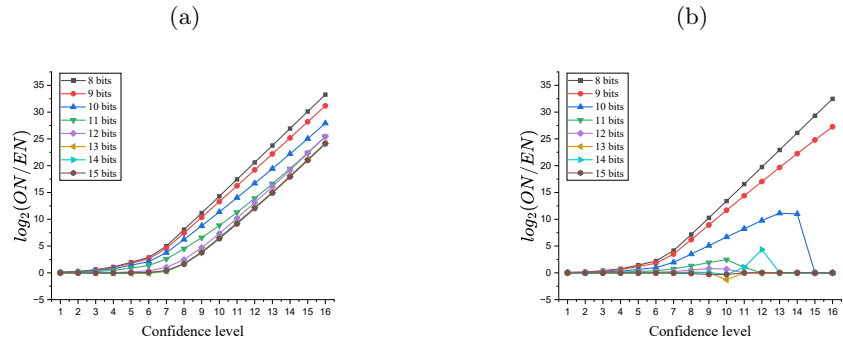 (a)
(b)
log₂(ON/EN)
35
30
25
20
15
10
5
0
−5
8 bits
9 bits
10 bits
11 bits
12 bits
13 bits
14 bits
15 bits
1 2 3 4 5 6 7 8 9 10 11 12 13 14 15 16
Confidence level
log₂(ON/EN)
35
30
25
20
15
10
5
0
−5
8 bits
9 bits
10 bits
11 bits
12 bits
13 bits
14 bits
15 bits
1 2 3 4 5 6 7 8 9 10 11 12 13 14 15 16
Confidence level